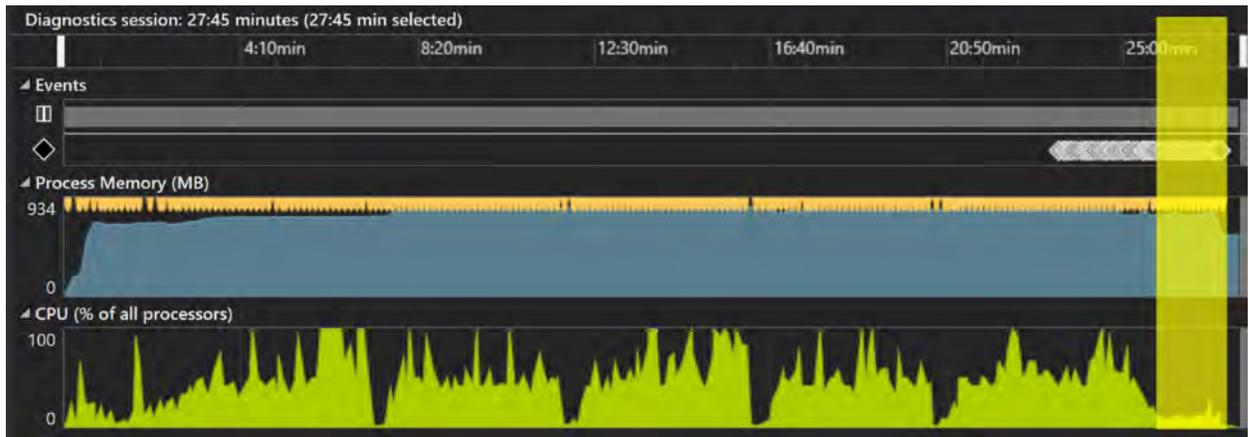 Diagnostics session: 27:45 minutes (27:45 min selected)
4:10min 8:20min 12:30min 16:40min 20:50min 25:00min
Events
Process Memory (MB)
934
0
CPU (% of all processors)
100
0